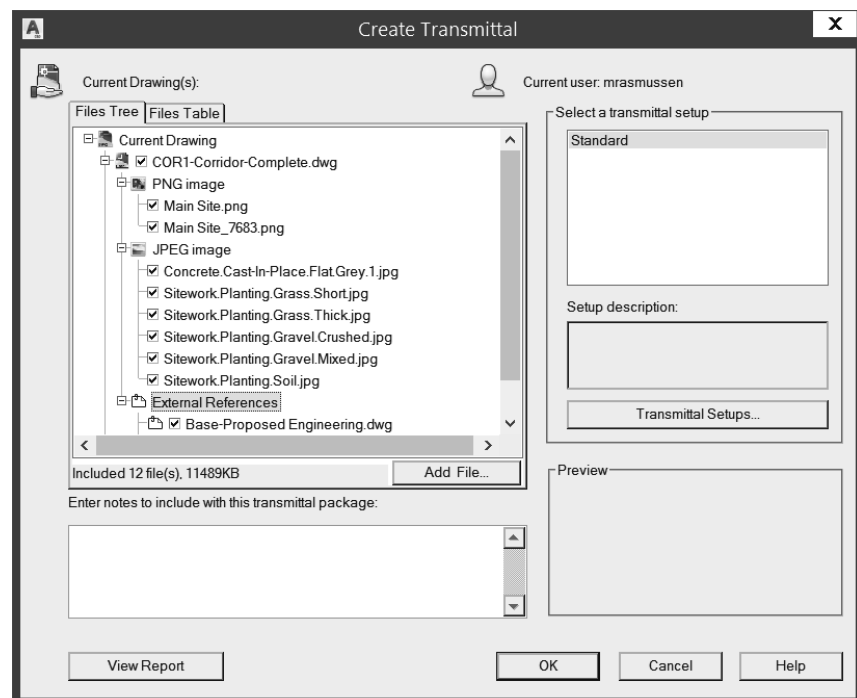 Create Transmittal
X
Current Drawing(s):
Current user: mrasmussen
Files Tree
Files Table
Current Drawing
COR1-Corridor-Complete.dwg
PNG image
Main Site.png
Main Site_7683.png
JPEG image
Concrete.Cast-In-Place.Flat.Grey.1.jpg
Sitework.Planting.Grass.Short.jpg
Sitework.Planting.Grass.Thick.jpg
Sitework.Planting.Gravel.Crushed.jpg
Sitework.Planting.Gravel.Mixed.jpg
Sitework.Planting.Soil.jpg
External References
Base-Proposed Engineering.dwg
Included 12 file(s), 11489KB
Add File...
Enter notes to include with this transmittal package:
Select a transmittal setup
Standard
Setup description:
Transmittal Setups...
Preview
View Report
OK
Cancel
Help